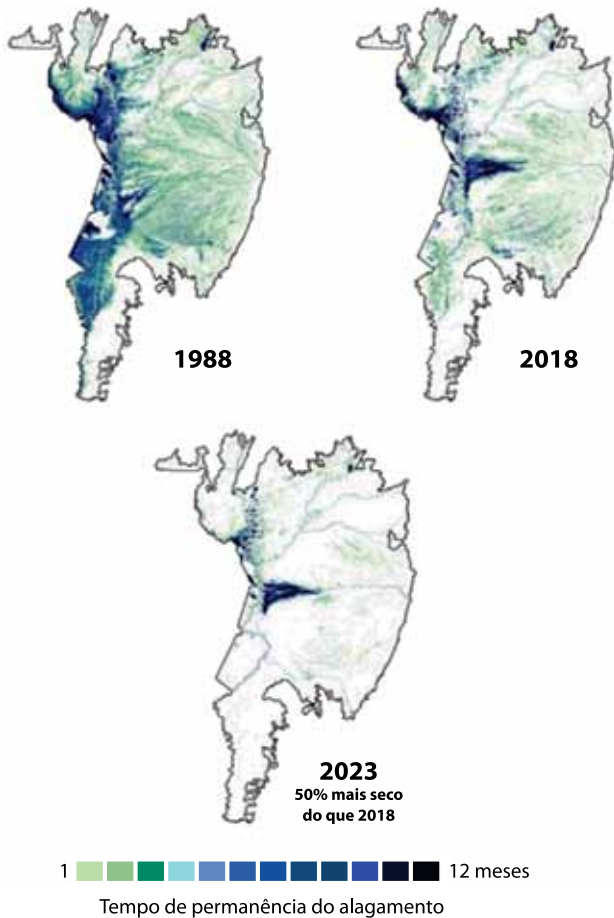 1988
2018
2023
50% mais seco
do que 2018
1 12 meses
Tempo de permanência do alagamento